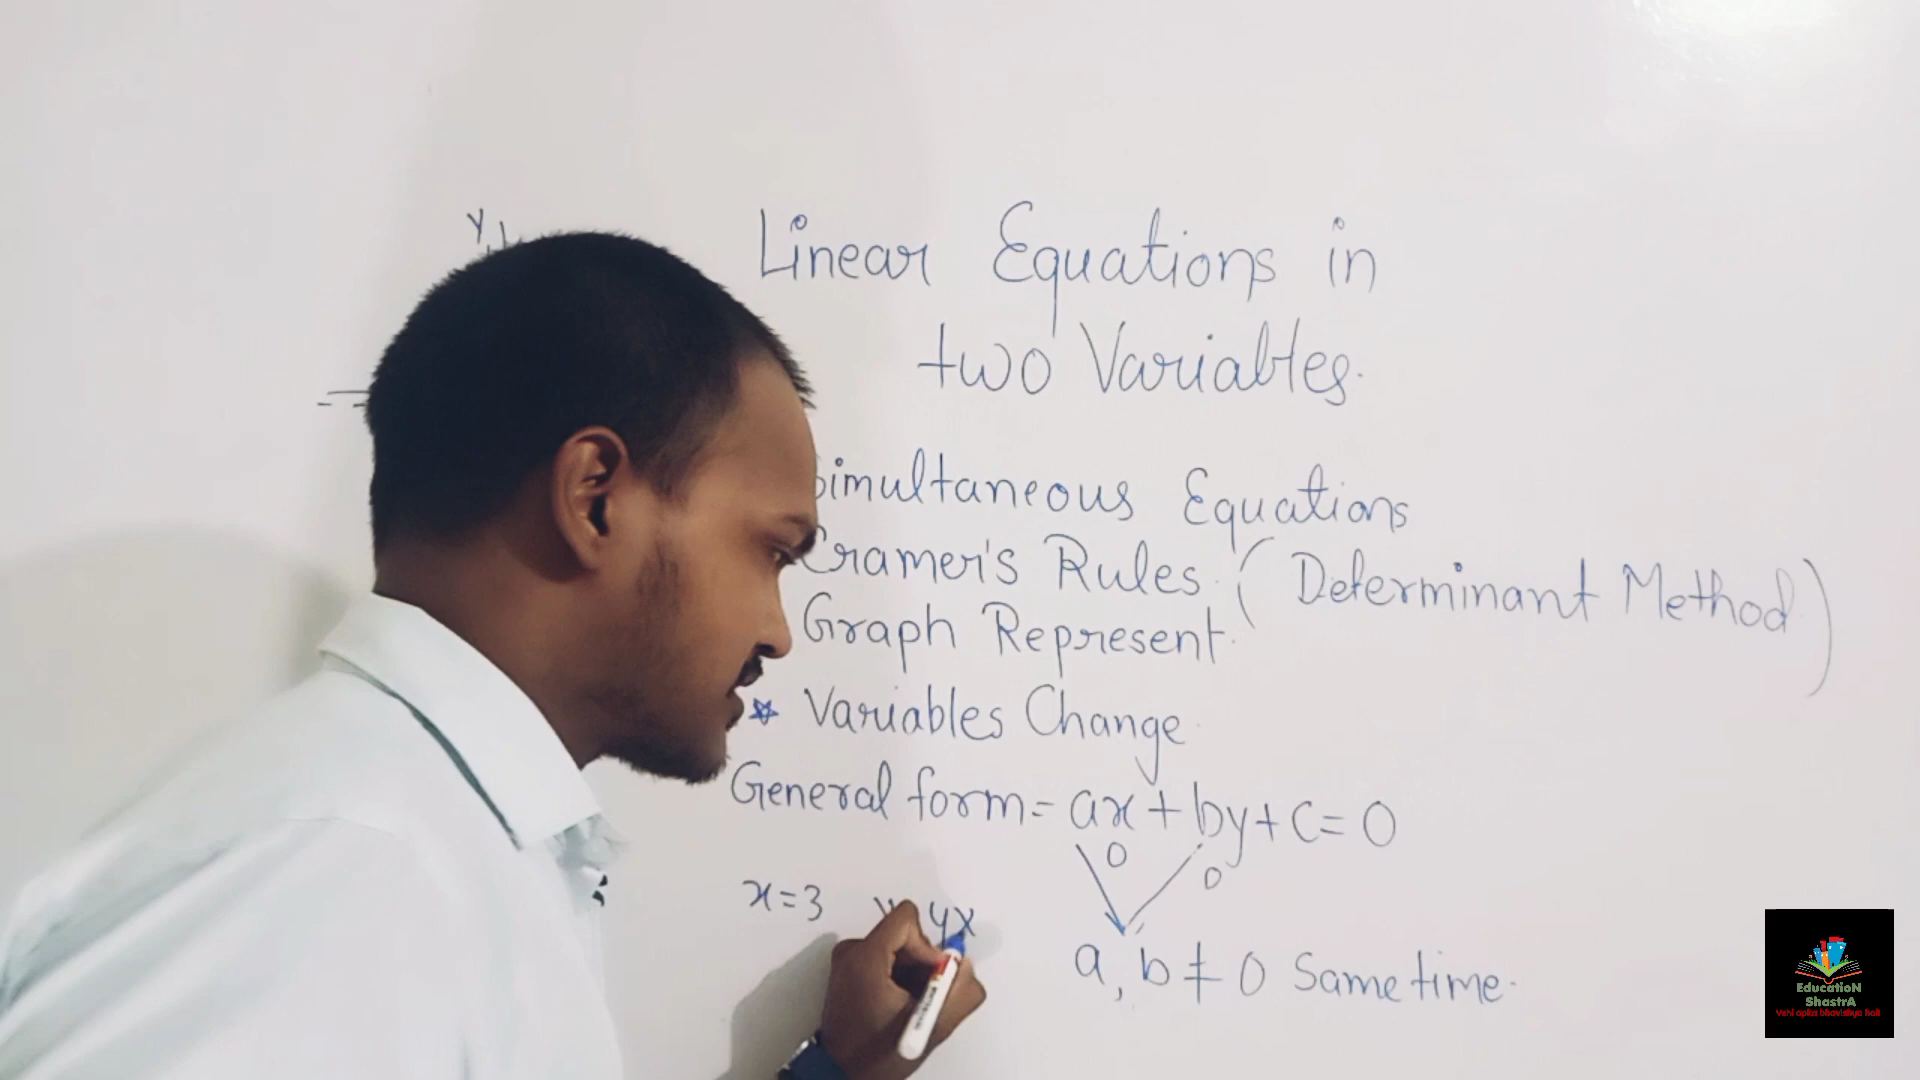 Y
Linear Equations in
two Variables.
Simultaneous Equations
Cramer's Rules (Determinant Method)
Graph Represent.
Variables Change
General form = ax + by + c = 0
0 0
x = 3
a, b ≠ 0 Same time.
EducatioN
ShastrA